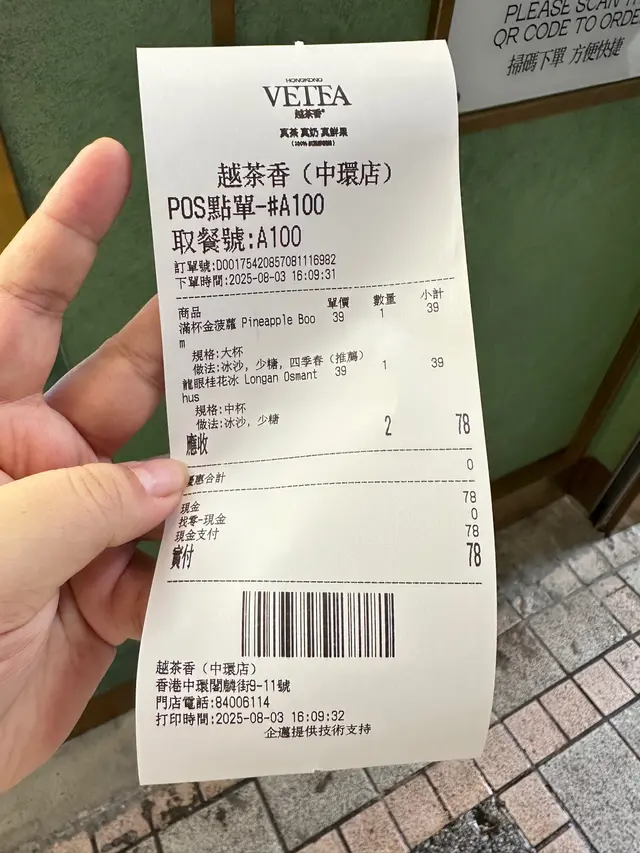 PLEASE SCAN
QR CODE TO ORDE
掃碼下單 方便快捷
HONGKONG
VETEA
越茶香
真茶 真奶 真鮮果
越茶香（中環店）
POS點單-#A100
取餐號:A100
訂單號:D00175420857081116982
下單時間:2025-08-03 16:09:31
商品 單價 數量 小計
滿杯金菠蘿 Pineapple Boo 39 1 39
m
規格:大杯
做法:冰沙，少糖，四季春（推薦）
龍眼桂花冰 Longan Osmant 39 1 39
hus
規格:中杯
做法:冰沙，少糖
應收 2 78
優惠合計 0
現金 78
找零-現金 0
現金支付 78
實付 78
越茶香（中環店）
香港中環閣麟街9-11號
門店電話:84006114
打印時間:2025-08-03 16:09:32
企邁提供技術支持